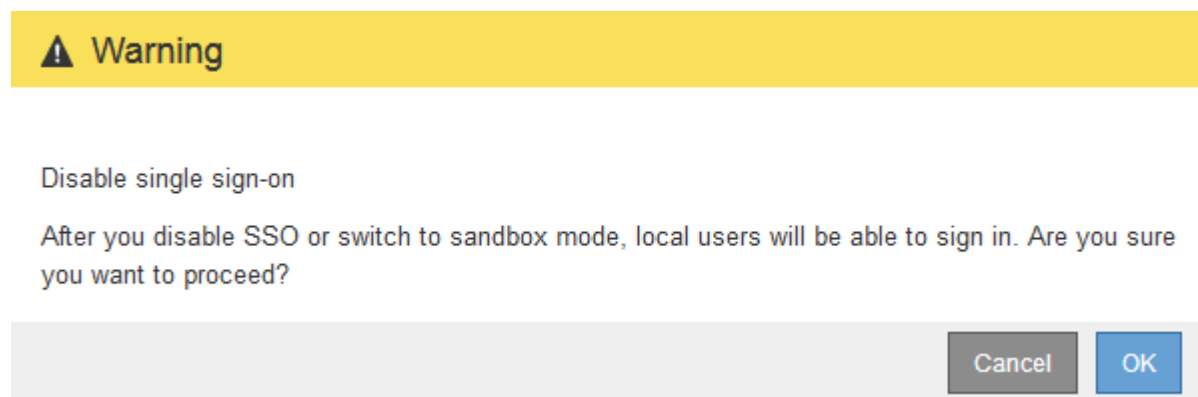 Warning
Disable single sign-on
After you disable SSO or switch to sandbox mode, local users will be able to sign in. Are you sure
you want to proceed?
Cancel OK